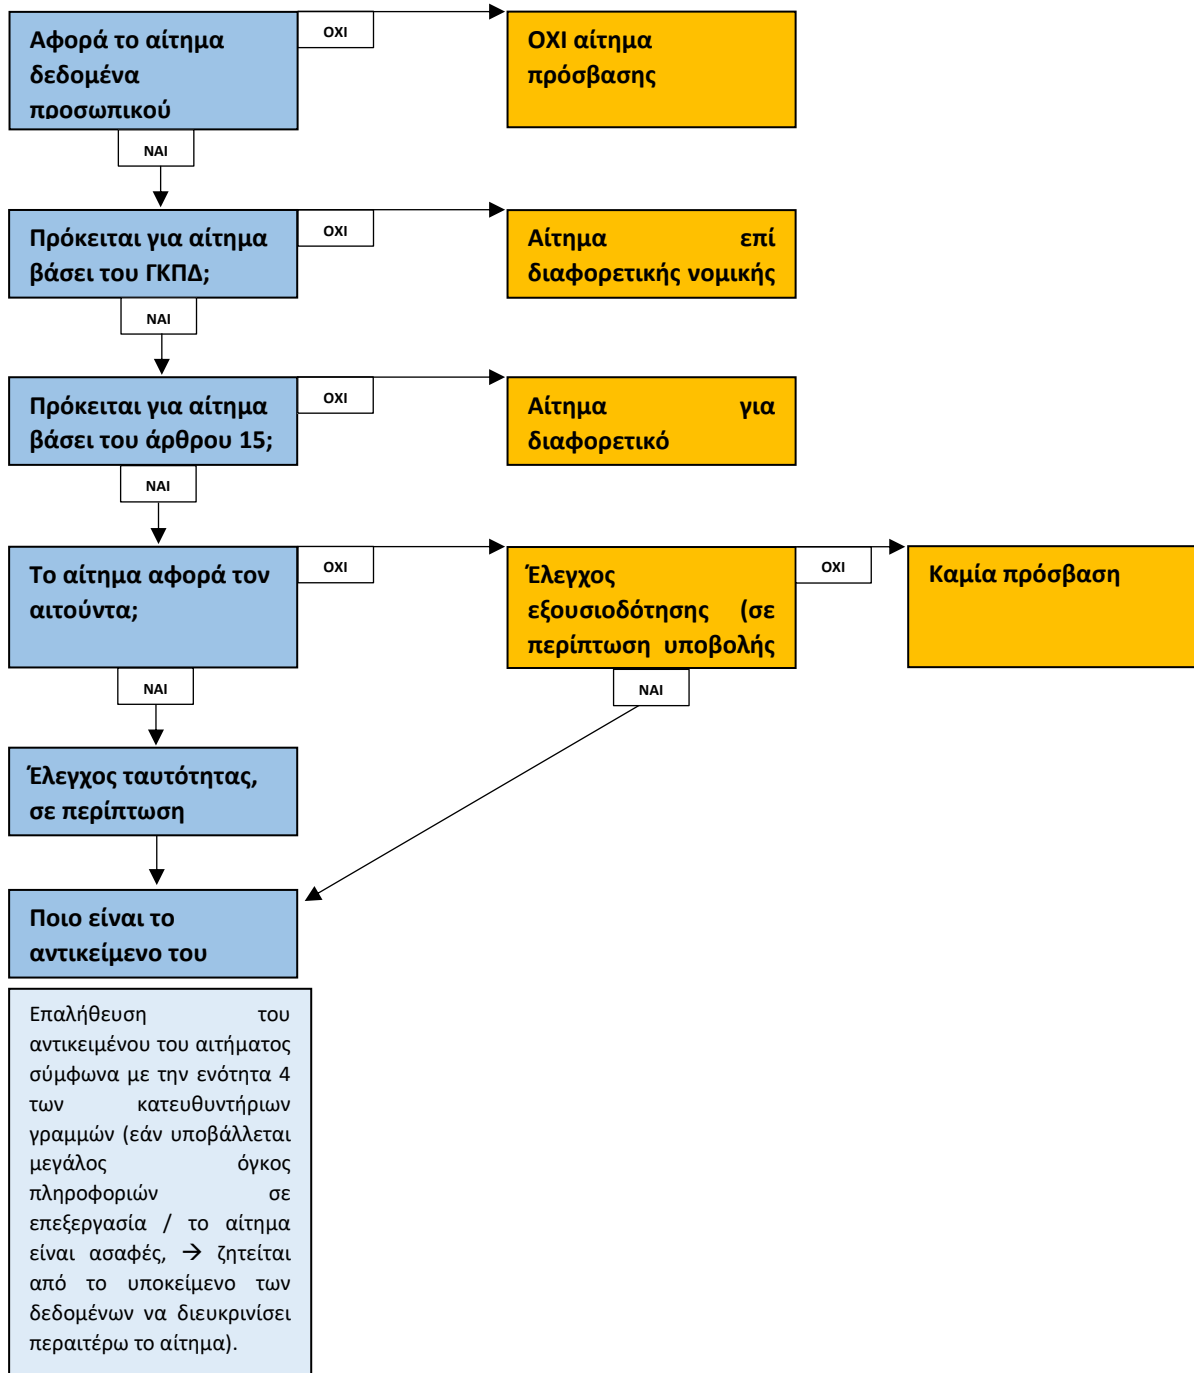 Αφορά το αίτημα
δεδομένα
προσωπικού
ΟΧΙ
ΟΧΙ αίτημα
πρόσβασης
ΝΑΙ
Πρόκειται για αίτημα
βάσει του ΓΚΠΔ;
ΟΧΙ
Αίτημα επί
διαφορετικής νομικής
ΝΑΙ
Πρόκειται για αίτημα
βάσει του άρθρου 15;
ΟΧΙ
Αίτημα για
διαφορετικό
ΝΑΙ
Το αίτημα αφορά τον
αιτούντα;
ΟΧΙ
Έλεγχος
εξουσιοδότησης (σε
περίπτωση υποβολής
ΟΧΙ
Καμία πρόσβαση
ΝΑΙ
ΝΑΙ
Έλεγχος ταυτότητας,
σε περίπτωση
Ποιο είναι το
αντικείμενο του
Επαλήθευση του
αντικειμένου του αιτήματος
σύμφωνα με την ενότητα 4
των κατευθυντήριων
γραμμών (εάν υποβάλλεται
μεγάλος όγκος
πληροφοριών σε
επεξεργασία / το αίτημα
είναι ασαφές, → ζητείται
από το υποκείμενο των
δεδομένων να διευκρινίσει
περαιτέρω το αίτημα).